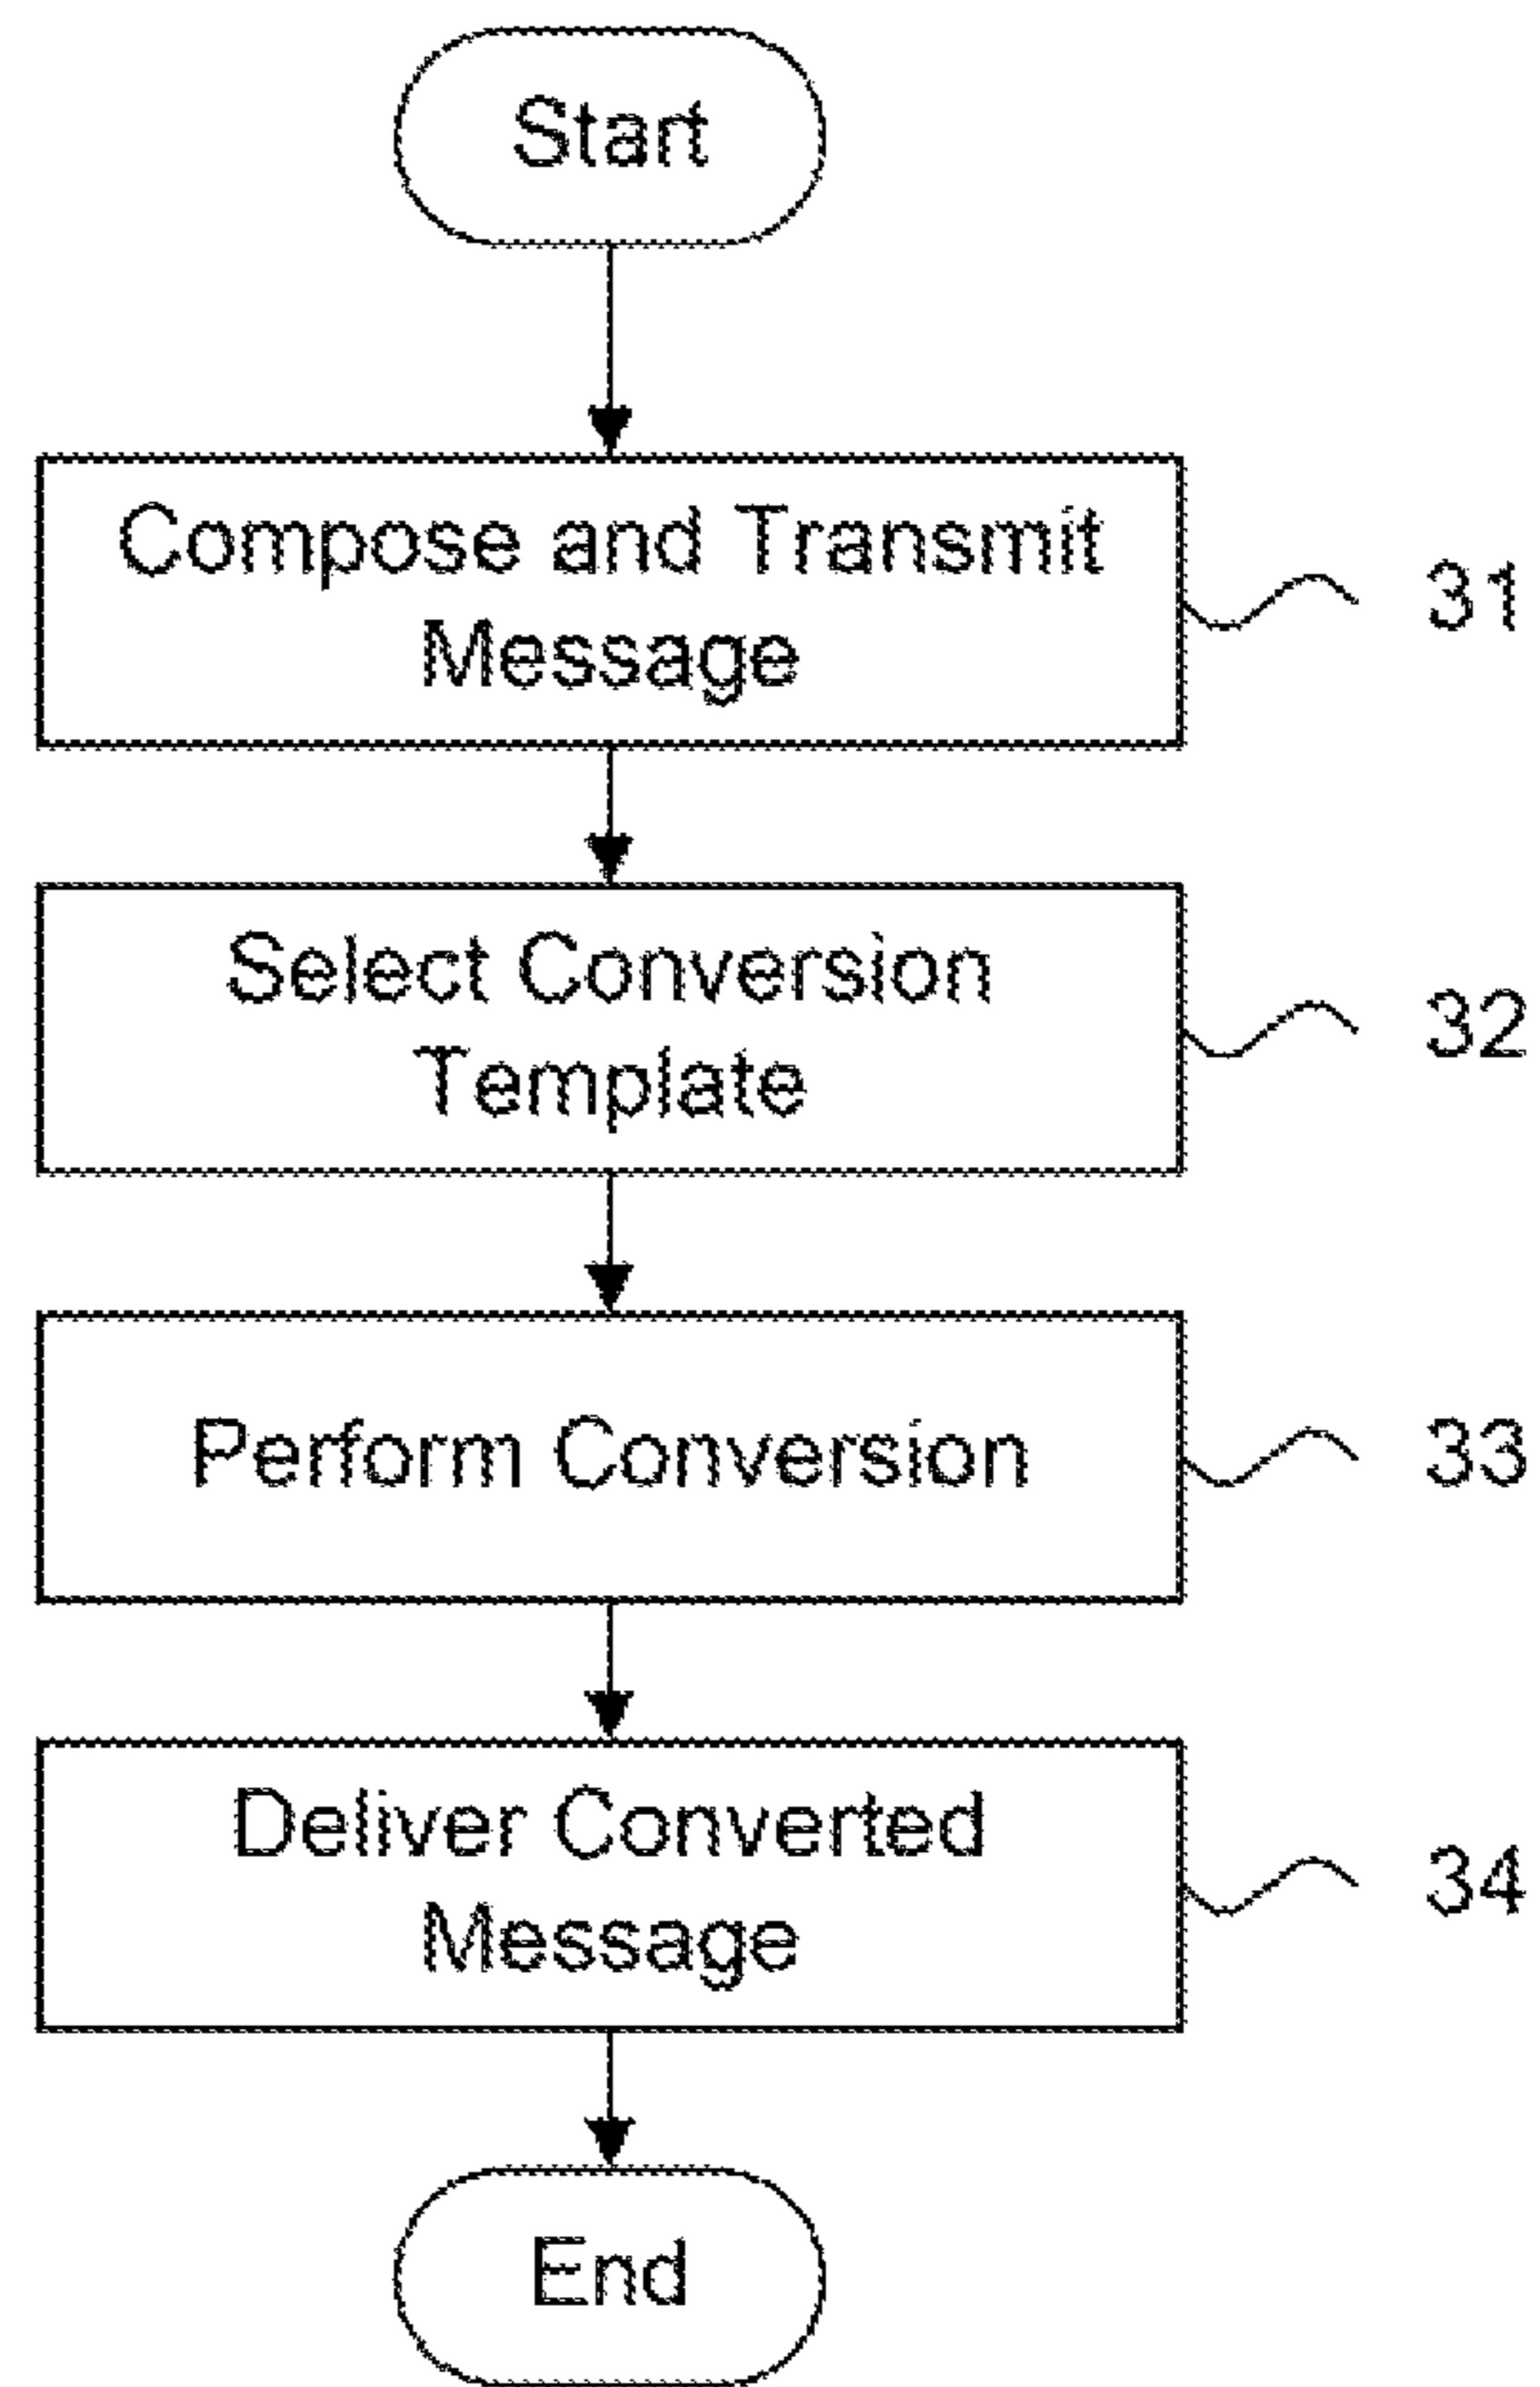 Start
Compose and Transmit
Message
31
Select Conversion
Template
32
Perform Conversion
33
Deliver Converted
Message
34
End